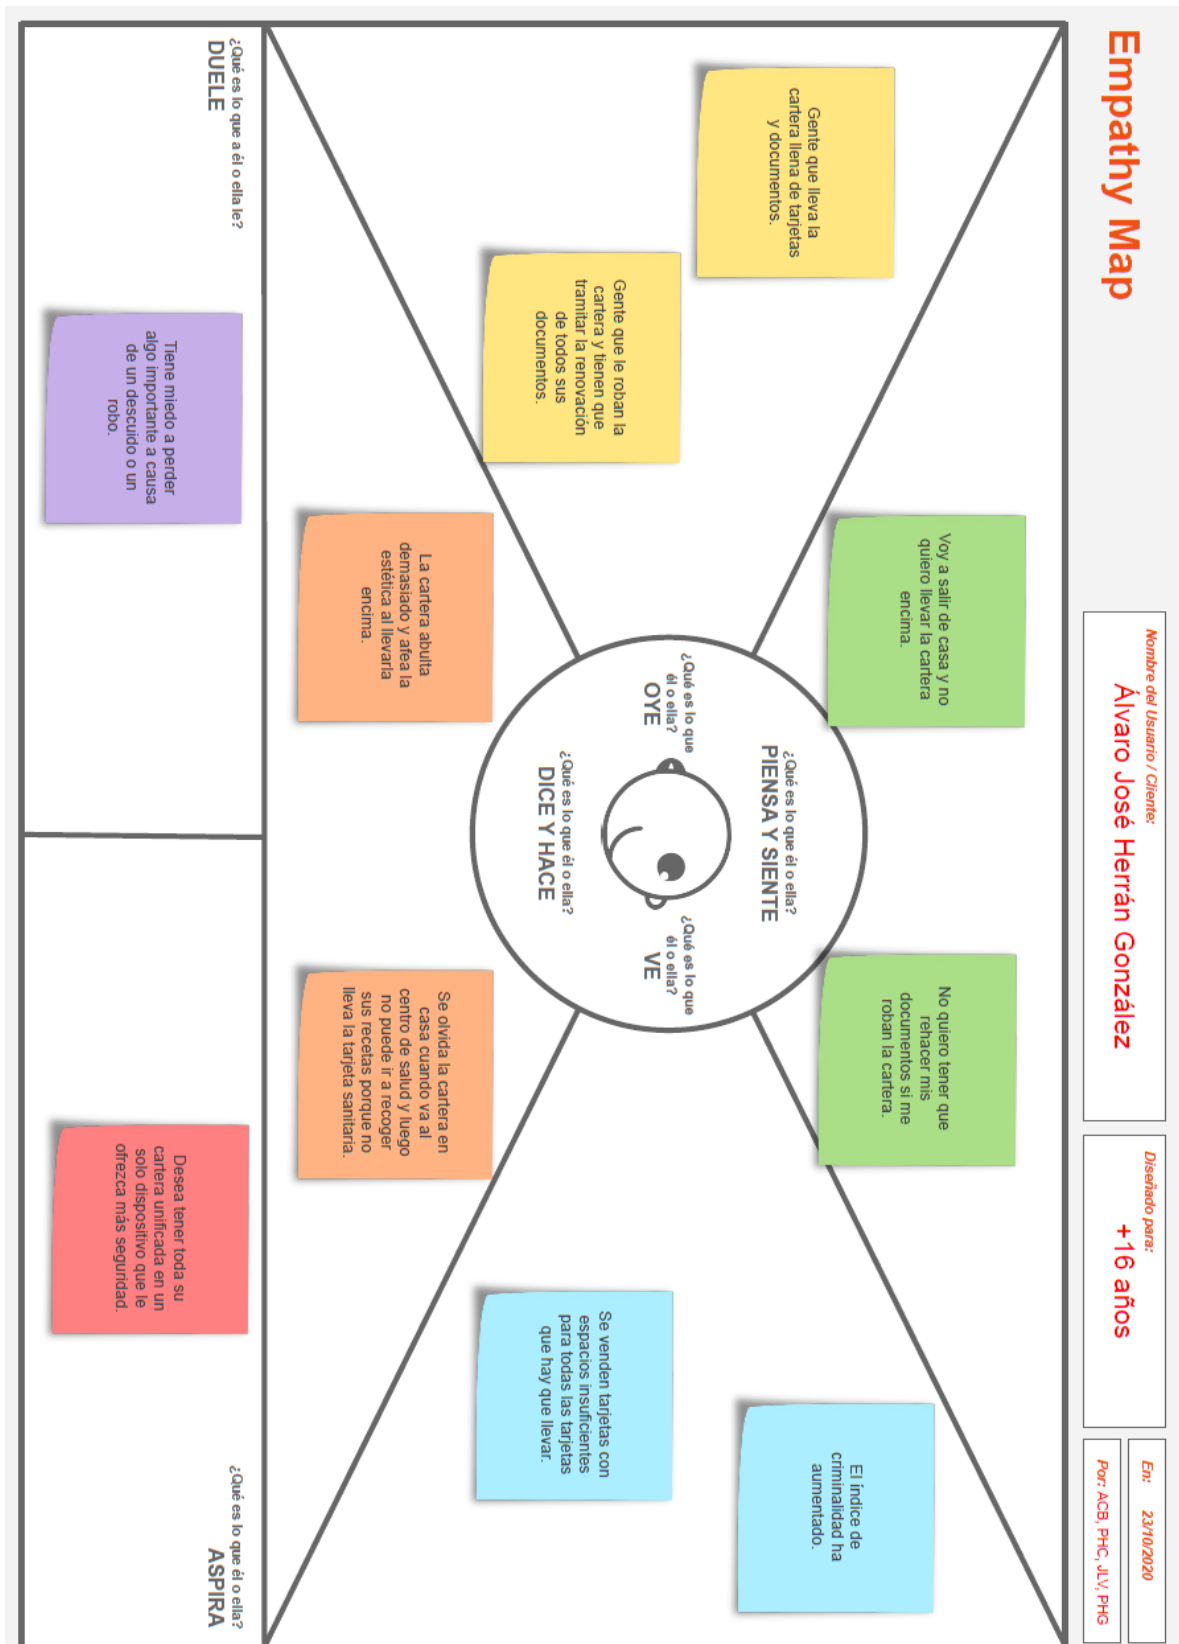 Empathy Map
Nombre del Usuario / Cliente:
Álvaro José Herrán González
Diseñado para:
+16 años
En: 23/10/2020
Por: ACB, PHC, JLV, PHG
¿Qué es lo que él o ella?
PIENSA Y SIENTE
Voy a salir de casa y no
quiero llevar la cartera
encima.
No quiero tener que
rehacer mis
documentos si me
roban la cartera.
¿Qué es lo que
él o ella?
OYE
Gente que lleva la
cartera llena de tarjetas
y documentos.
Gente que le roban la
cartera y tienen que
tramitar la renovación
de todos sus
documentos.
¿Qué es lo que
él o ella?
VE
El índice de
criminalidad ha
aumentado.
Se venden tarjetas con
espacios insuficientes
para todas las tarjetas
que hay que llevar.
¿Qué es lo que él o ella?
DICE Y HACE
La cartera abulta
demasiado y afea la
estética al llevarla
encima.
Se olvida la cartera en
casa cuando va al
centro de salud y luego
no puede ir a recoger
sus recetas porque no
lleva la tarjeta sanitaria.
¿Qué es lo que a él o ella le?
DUELE
Tiene miedo a perder
algo importante a causa
de un descuido o un
robo.
¿Qué es lo que él o ella?
ASPIRA
Desea tener toda su
cartera unificada en un
solo dispositivo que le
ofrezca más seguridad.